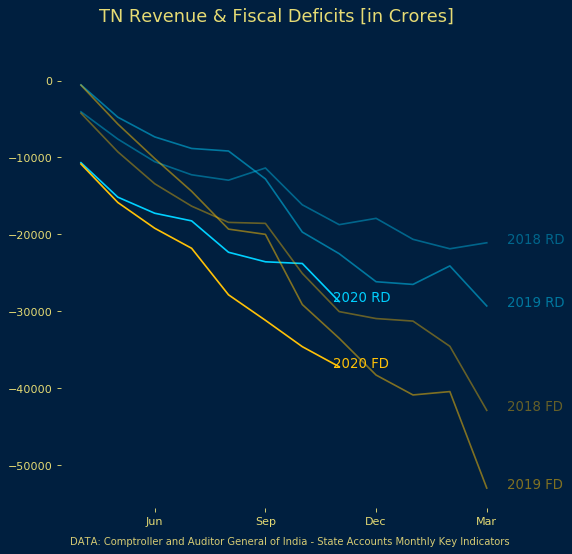 TN Revenue & Fiscal Deficits [in Crores]
0
−10000
−20000
−30000
−40000
−50000
2018 RD
2020 RD
2019 RD
2020 FD
2018 FD
2019 FD
Jun Sep Dec Mar
DATA: Comptroller and Auditor General of India - State Accounts Monthly Key Indicators